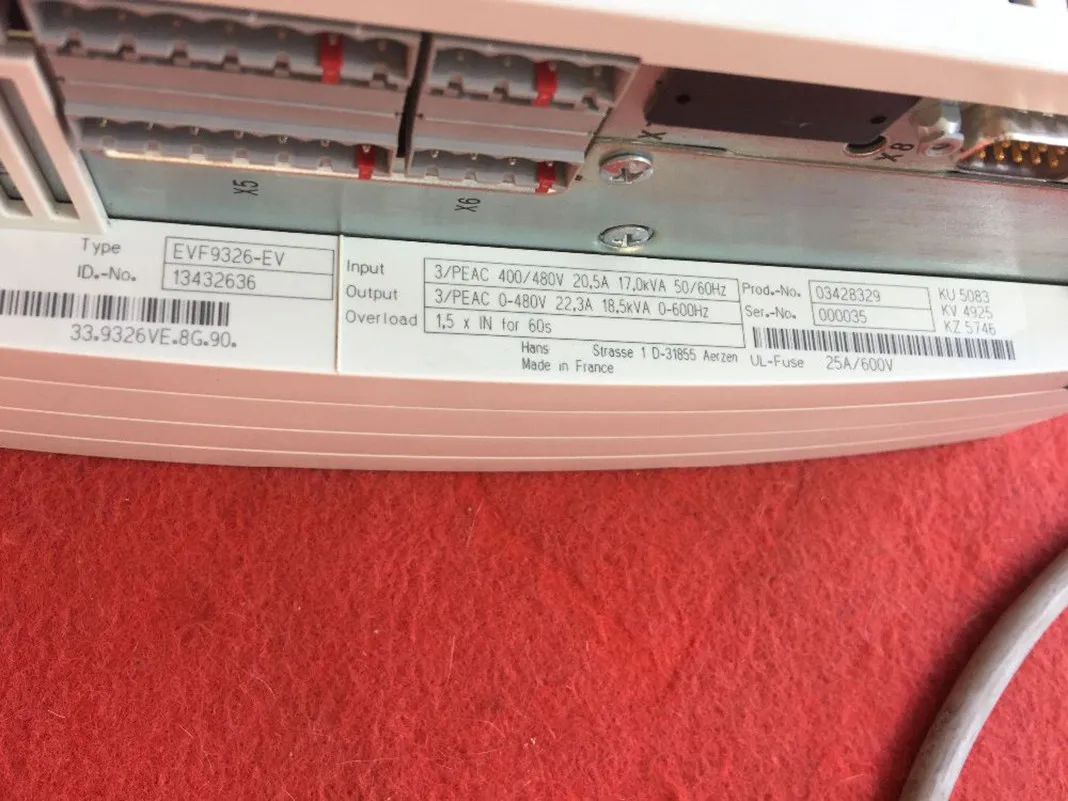 X5
X6
X
X8
Type EVF9326-EV
ID.-No. 13432636
33.9326VE.8G.90.
Input 3/PEAC 400/480V 20,5A 17,0kVA 50/60Hz
Output 3/PEAC 0-480V 22,3A 18,5kVA 0-600Hz
Overload 1,5 x IN for 60s
Hans Strasse 1 D-31855 Aerzen
Made in France
Prod.-No. 03428329
Ser.-No. 000035
KU 5083
KV 4925
KZ 5746
UL-Fuse 25A/600V